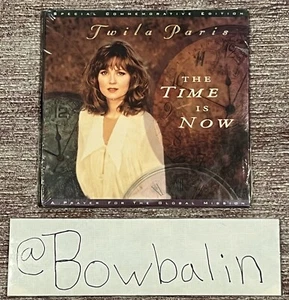 Special Commemorative Edition
Twila Paris
THE
TIME
IS
NOW
A Prayer For The Global Mission
@Bowbalin